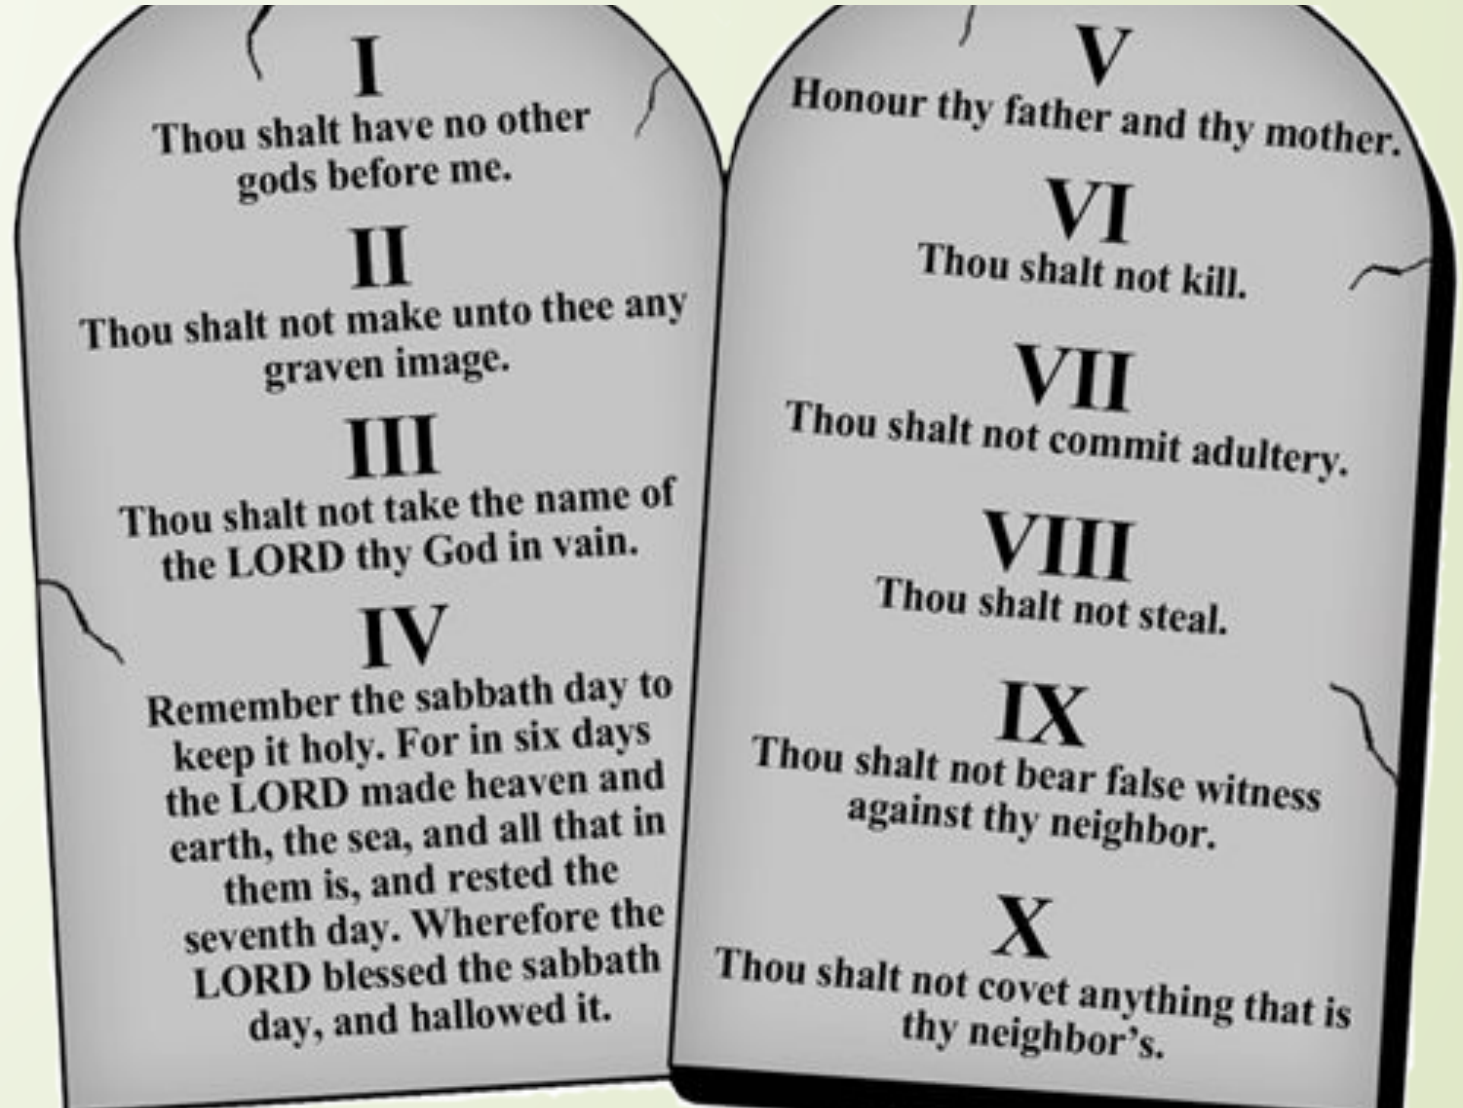 I
Thou shalt have no other
gods before me.
II
Thou shalt not make unto thee any
graven image.
III
Thou shalt not take the name of
the LORD thy God in vain.
IV
Remember the sabbath day to
keep it holy. For in six days
the LORD made heaven and
earth, the sea, and all that in
them is, and rested the
seventh day. Wherefore the
LORD blessed the sabbath
day, and hallowed it.
V
Honour thy father and thy mother.
VI
Thou shalt not kill.
VII
Thou shalt not commit adultery.
VIII
Thou shalt not steal.
IX
Thou shalt not bear false witness
against thy neighbor.
X
Thou shalt not covet anything that is
thy neighbor’s.